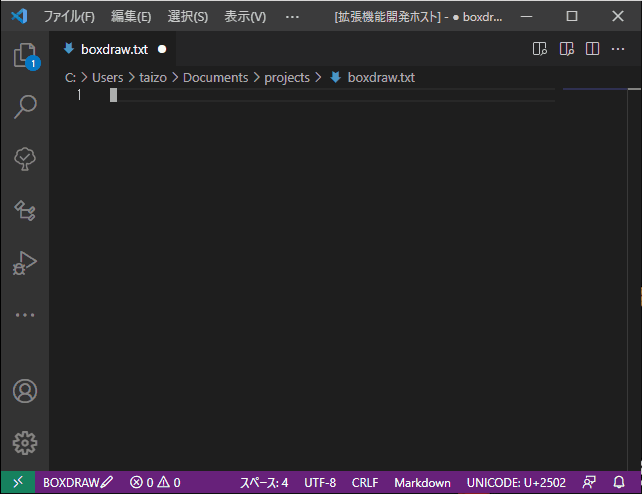 ファイル(F) 編集(E) 選択(S) 表示(V) ··· [拡張機能開発ホスト] - ● boxdr...
boxdraw.txt ●
C: > Users > taizo > Documents > projects > boxdraw.txt
1
1
BOXDRAW 0 0 スペース: 4 UTF-8 CRLF Markdown UNICODE: U+2502